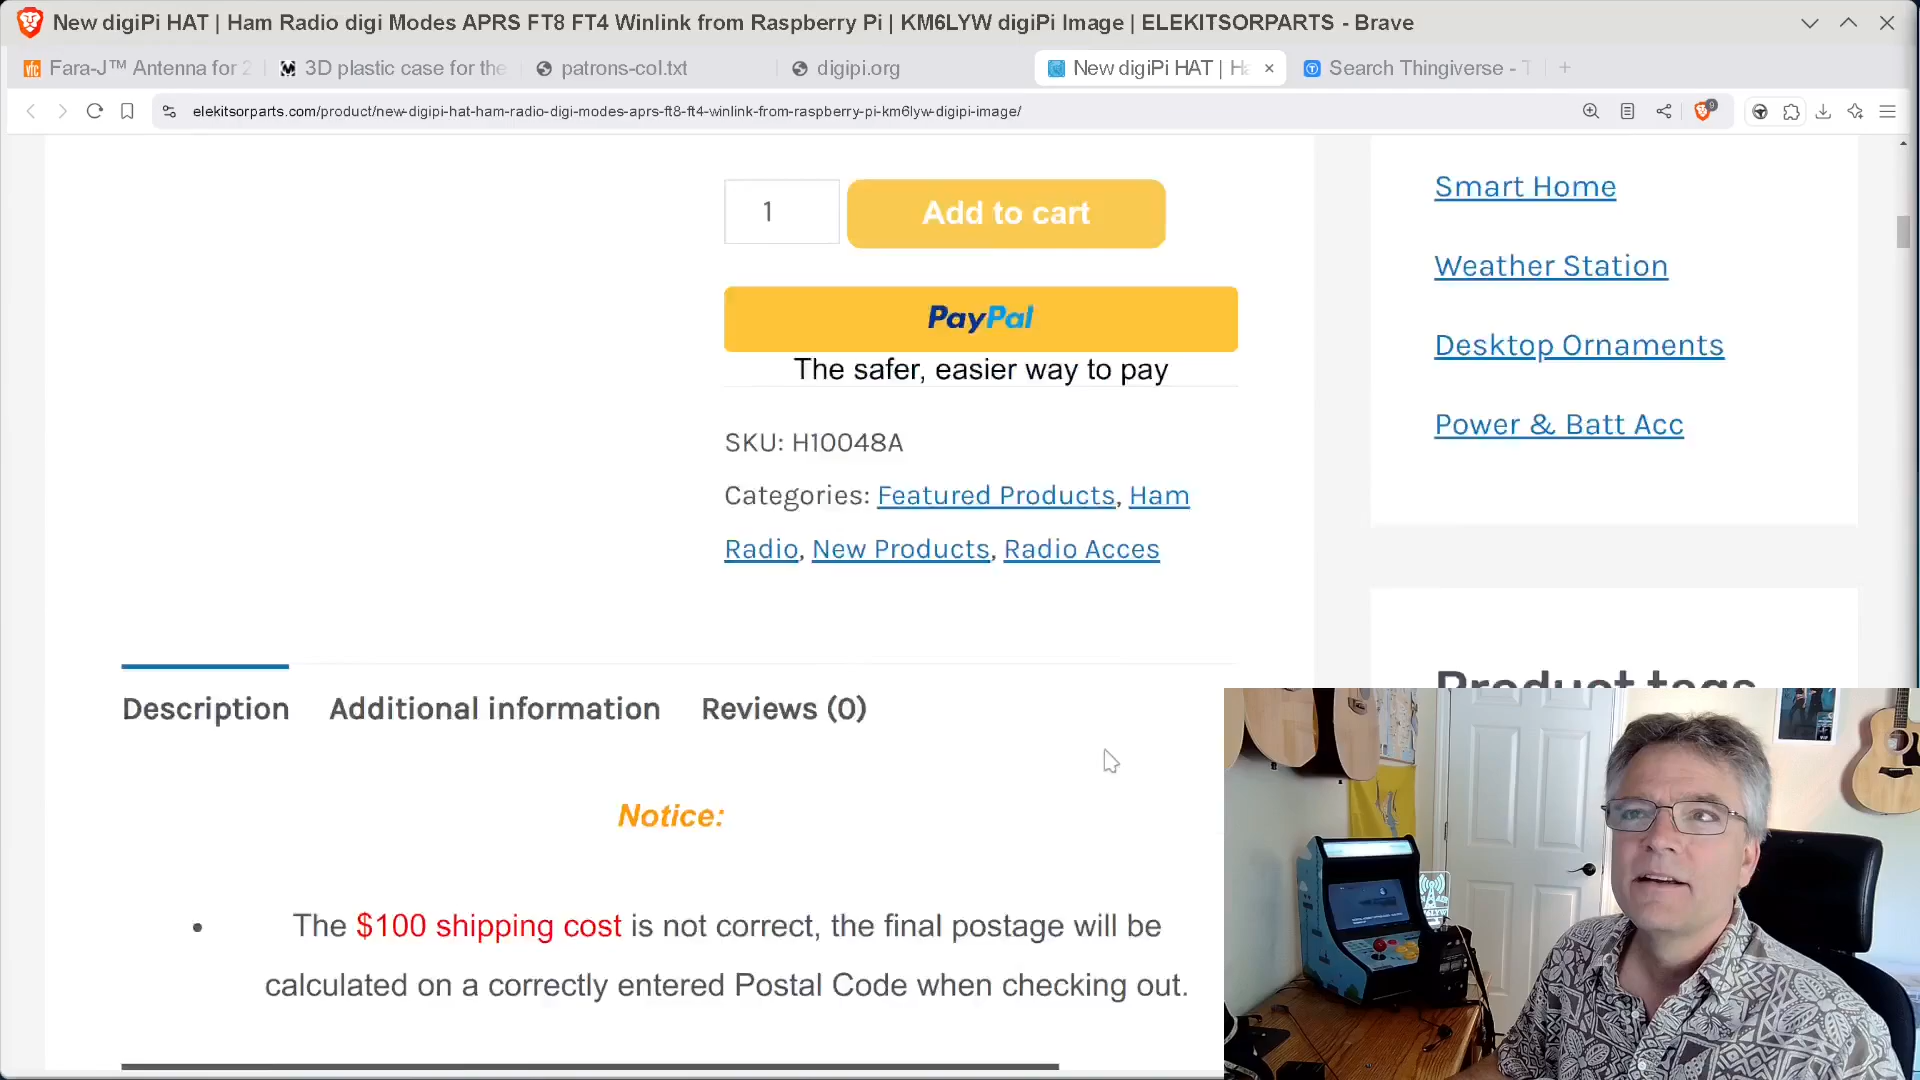 New digiPi HAT | Ham Radio digi Modes APRS FT8 FT4 Winlink from Raspberry Pi | KM6LYW digiPi Image | ELEKITSORPARTS - Brave
Fara-J™ Antenna for 2
3D plastic case for the
patrons-col.txt
digipi.org
New digiPi HAT | Ha
Search Thingiverse - T
elekitsorparts.com/product/new-digipi-hat-ham-radio-digi-modes-aprs-ft8-ft4-winlink-from-raspberry-pi-km6lyw-digipi-image/
9
1
Add to cart
PayPal
The safer, easier way to pay
SKU: H10048A
Categories: Featured Products, Ham
Radio, New Products, Radio Acces
Smart Home
Weather Station
Desktop Ornaments
Power & Batt Acc
Product tags
Description
Additional information
Reviews (0)
Notice:
• The $100 shipping cost is not correct, the final postage will be
calculated on a correctly entered Postal Code when checking out.